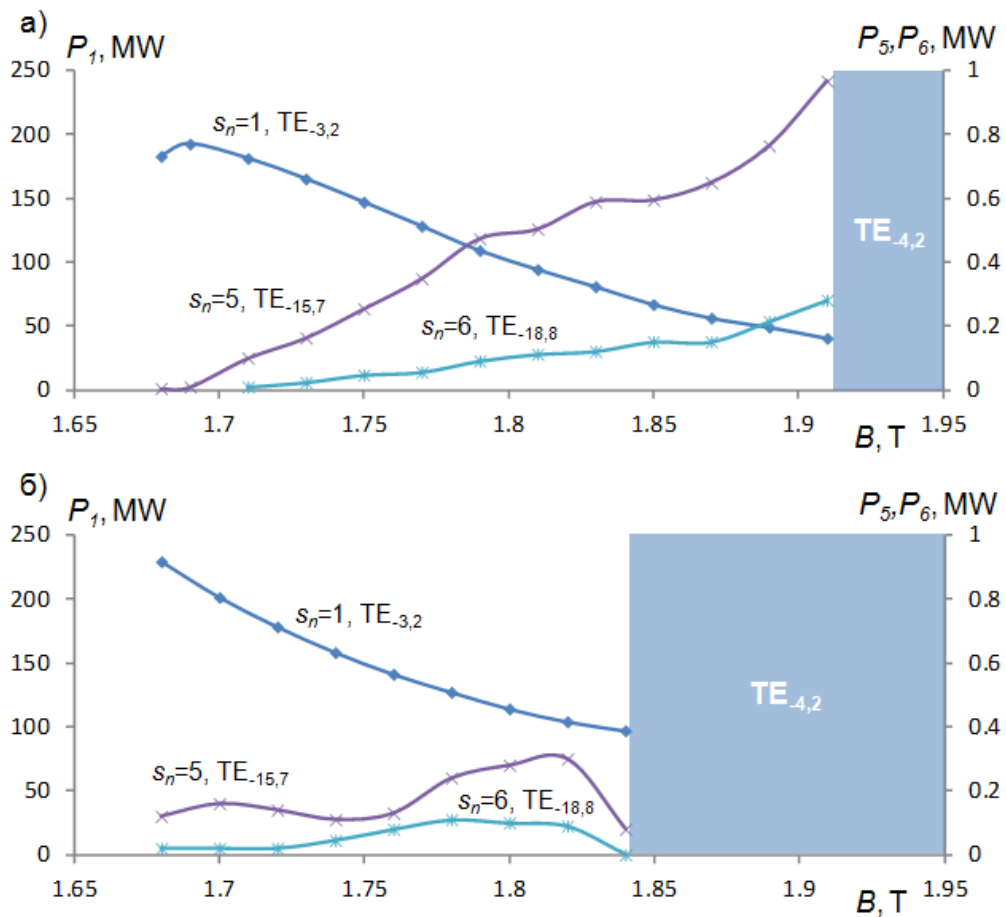 а)
P₁, MW
P₅,P₆, MW
250
200
150
100
50
0
1
0.8
0.6
0.4
0.2
0
sₙ=1, TE₋₃,₂
sₙ=5, TE₋₁₅,₇
sₙ=6, TE₋₁₈,₈
TE₋₄,₂
1.65 1.7 1.75 1.8 1.85 1.9 1.95
B, T
б)
P₁, MW
P₅,P₆, MW
250
200
150
100
50
0
1
0.8
0.6
0.4
0.2
0
sₙ=1, TE₋₃,₂
TE₋₄,₂
sₙ=5, TE₋₁₅,₇
sₙ=6, TE₋₁₈,₈
1.65 1.7 1.75 1.8 1.85 1.9 1.95
B, T